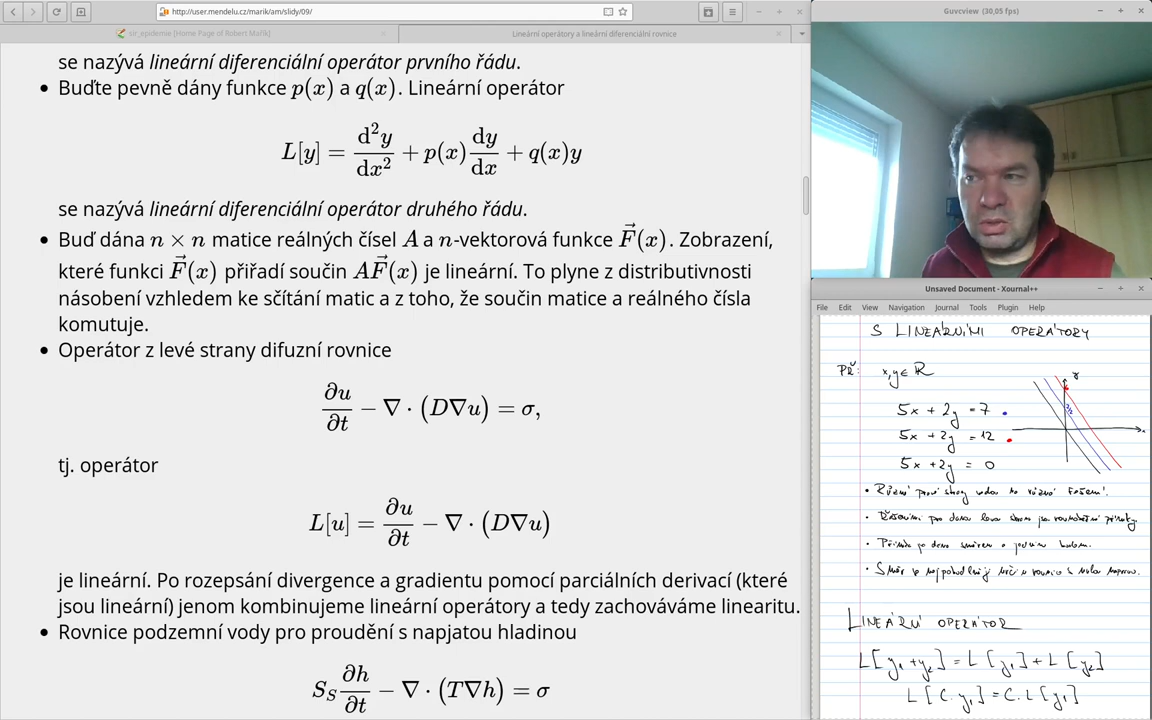 http://user.mendelu.cz/marik/am/slidy/09/
sir_epidemie [Home Page of Robert Mařík]
Lineární operátory a lineární diferenciální rovnice
se nazývá lineární diferenciální operátor prvního řádu.
• Buďte pevně dány funkce p(x) a q(x). Lineární operátor
L[y] = d²y/dx² + p(x) dy/dx + q(x)y
se nazývá lineární diferenciální operátor druhého řádu.
• Buď dána n × n matice reálných čísel A a n-vektorová funkce F⃗(x). Zobrazení,
které funkci F⃗(x) přiřadí součin AF⃗(x) je lineární. To plyne z distributivnosti
násobení vzhledem ke sčítání matic a z toho, že součin matice a reálného čísla
komutuje.
• Operátor z levé strany difuzní rovnice
∂u/∂t − ∇ · (D∇u) = σ,
tj. operátor
L[u] = ∂u/∂t − ∇ · (D∇u)
je lineární. Po rozepsání divergence a gradientu pomocí parciálních derivací (které
jsou lineární) jenom kombinujeme lineární operátory a tedy zachováváme linearitu.
• Rovnice podzemní vody pro proudění s napjatou hladinou
S_S ∂h/∂t − ∇ · (T∇h) = σ
Guvcview (30,05 fps)
Unsaved Document - Xournal++
File Edit View Navigation Journal Tools Plugin Help
S LINEÁRNÍMI OPERÁTORY
PŘ: x,y ∈ ℝ
5x + 2y = 7
5x + 2y = 12
5x + 2y = 0
LINEÁRNÍ OPERÁTOR
L[y₁+y₂] = L[y₁] + L[y₂]
L[C.y₁] = C.L[y₁]